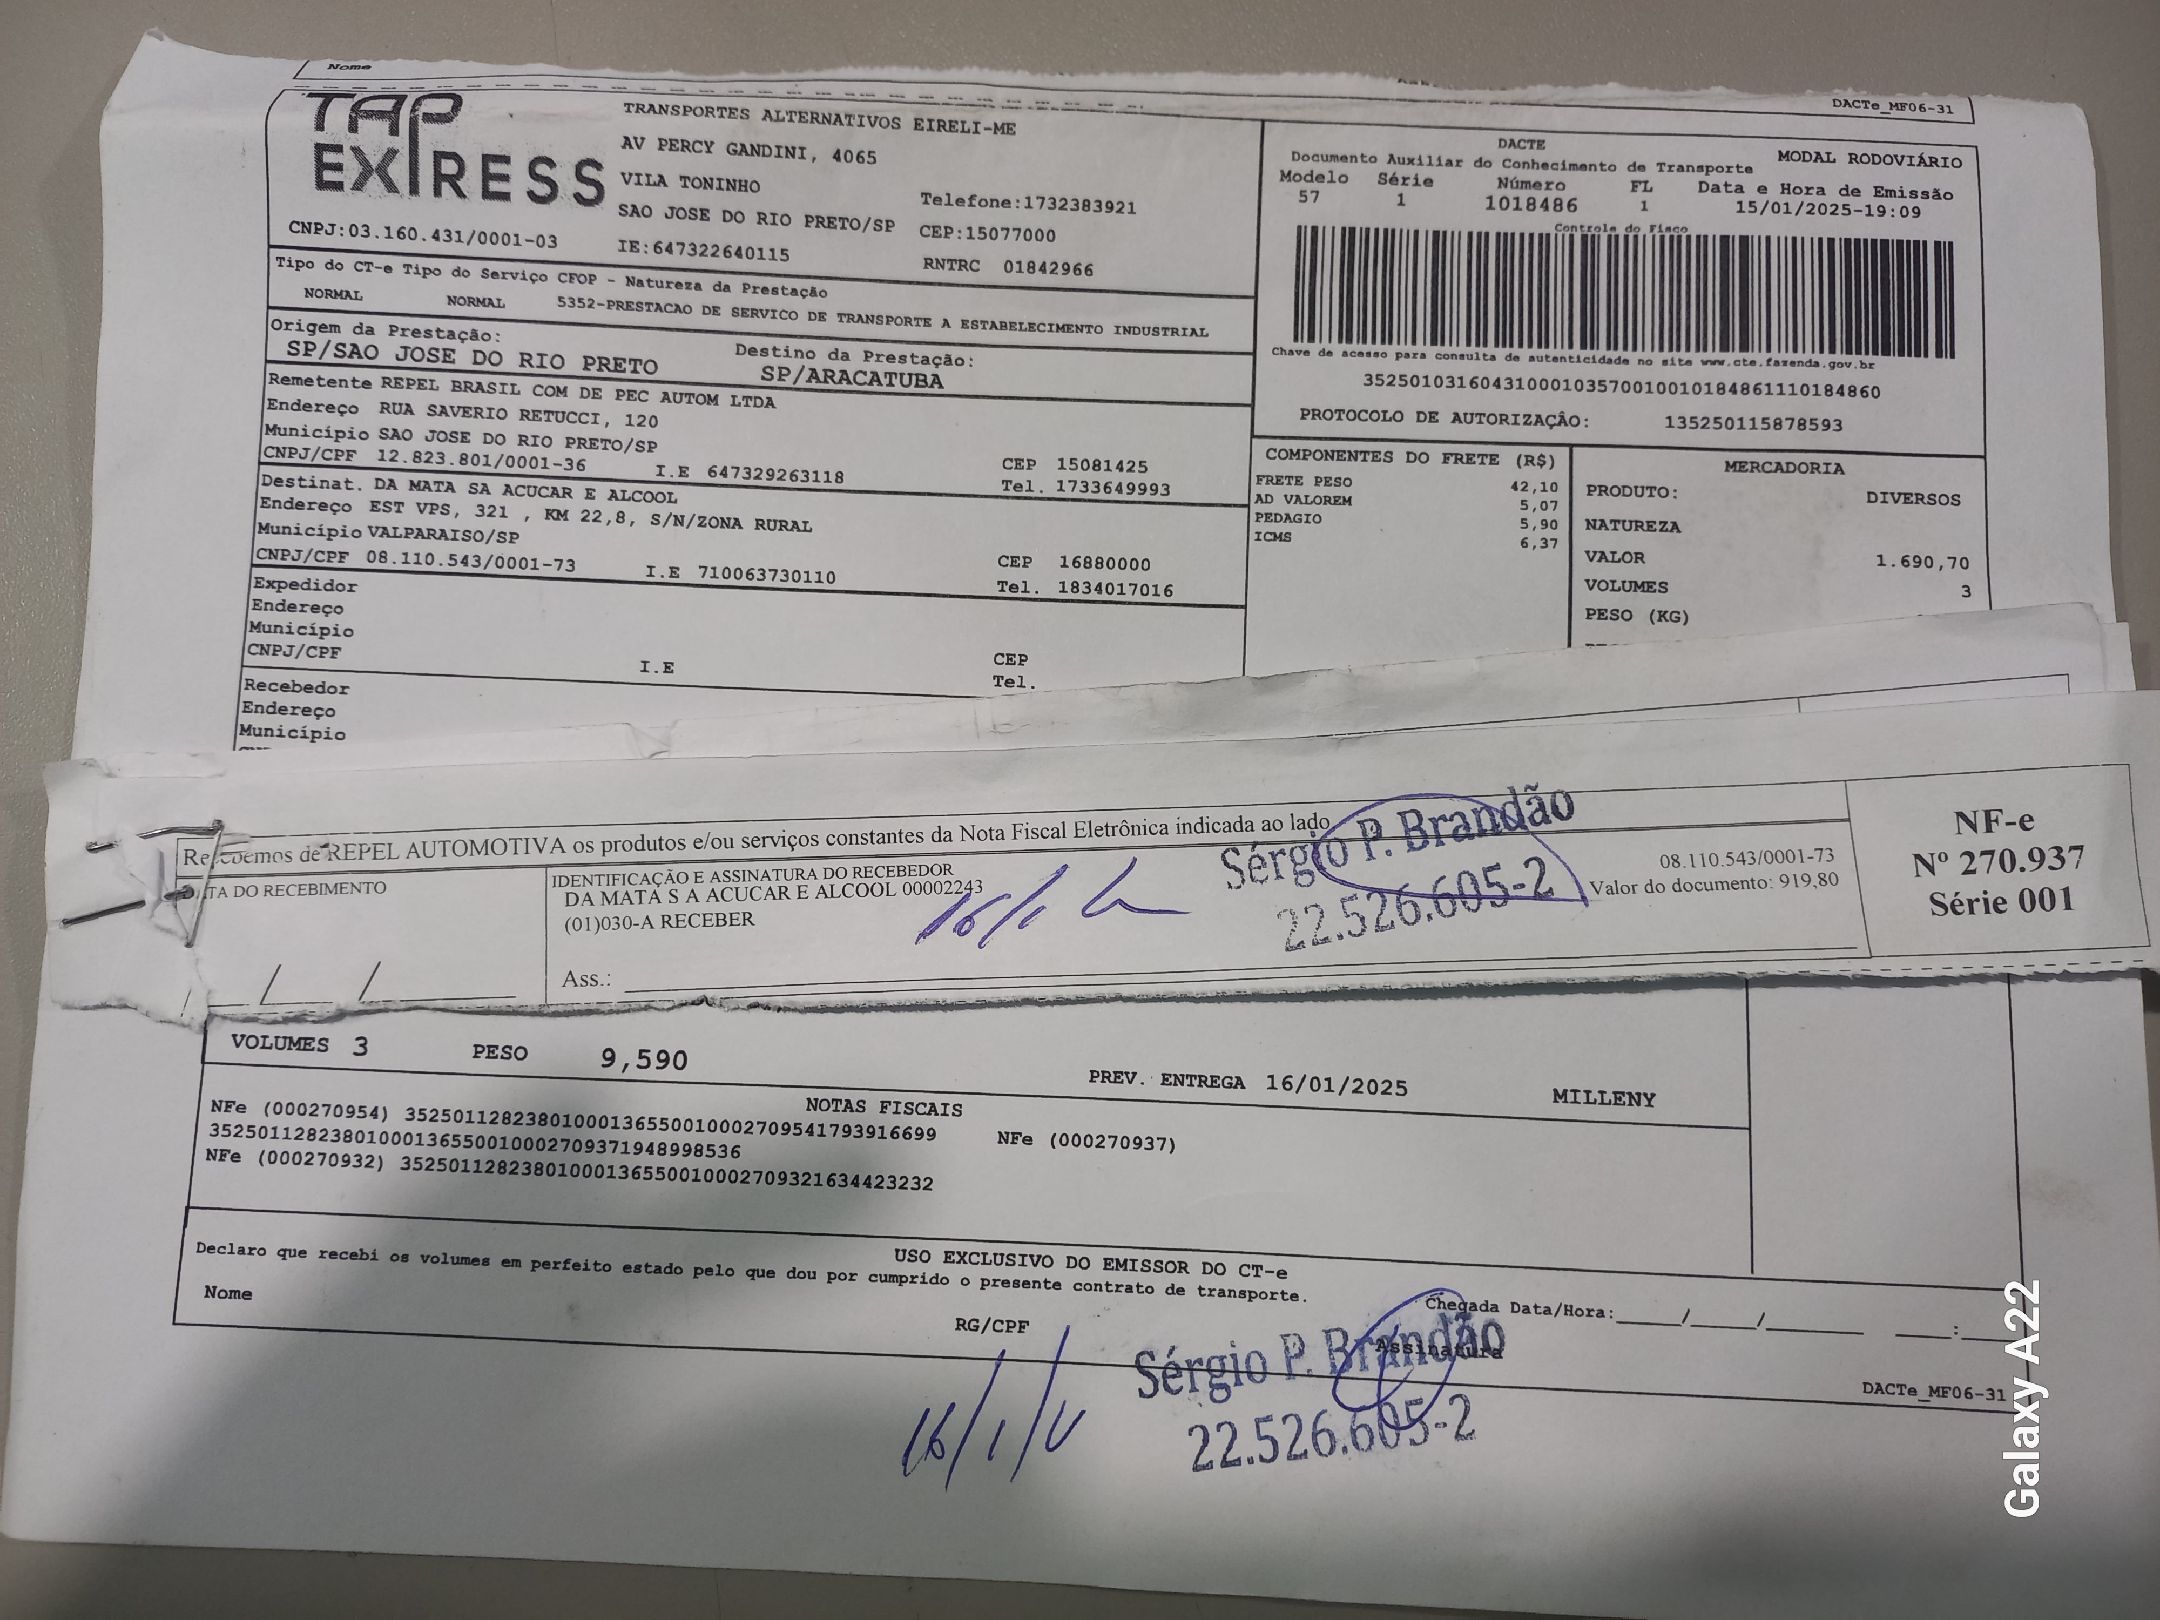 Nome
DACTe_MF06-31
TAP EXPRESS
TRANSPORTES ALTERNATIVOS EIRELI-ME
AV PERCY GANDINI, 4065
VILA TONINHO
Telefone:1732383921
SAO JOSE DO RIO PRETO/SP CEP:15077000
CNPJ:03.160.431/0001-03 IE:647322640115 RNTRC 01842966
DACTE
Documento Auxiliar do Conhecimento de Transporte MODAL RODOVIÁRIO
Modelo Série Número FL Data e Hora de Emissão
57 1 1018486 1 15/01/2025-19:09
Controle do Fisco
Chave de acesso para consulta de autenticidade no site www.cte.fazenda.gov.br
35250103160431000103570010010184861110184860
PROTOCOLO DE AUTORIZAÇÂO: 135250115878593
Tipo do CT-e Tipo do Serviço CFOP - Natureza da Prestação
NORMAL NORMAL 5352-PRESTACAO DE SERVICO DE TRANSPORTE A ESTABELECIMENTO INDUSTRIAL
Origem da Prestação: Destino da Prestação:
SP/SAO JOSE DO RIO PRETO SP/ARACATUBA
Remetente REPEL BRASIL COM DE PEC AUTOM LTDA
Endereço RUA SAVERIO RETUCCI, 120
Município SAO JOSE DO RIO PRETO/SP CEP 15081425
CNPJ/CPF 12.823.801/0001-36 I.E 647329263118 Tel. 1733649993
Destinat. DA MATA SA ACUCAR E ALCOOL
Endereço EST VPS, 321 , KM 22,8, S/N/ZONA RURAL
Município VALPARAISO/SP CEP 16880000
CNPJ/CPF 08.110.543/0001-73 I.E 710063730110 Tel. 1834017016
Expedidor
Endereço
Município CEP
CNPJ/CPF I.E Tel.
Recebedor
Endereço
Município
COMPONENTES DO FRETE (R$)
FRETE PESO 42,10
AD VALOREM 5,07
PEDAGIO 5,90
ICMS 6,37
MERCADORIA
PRODUTO: DIVERSOS
NATUREZA
VALOR 1.690,70
VOLUMES 3
PESO (KG)
Recebemos de REPEL AUTOMOTIVA os produtos e/ou serviços constantes da Nota Fiscal Eletrônica indicada ao lado
DATA DO RECEBIMENTO
IDENTIFICAÇÃO E ASSINATURA DO RECEBEDOR
DA MATA S A ACUCAR E ALCOOL 00002243
(01)030-A RECEBER
Ass.:
16/1
Sérgio P. Brandão
22.526.605-2
08.110.543/0001-73
Valor do documento: 919,80
NF-e
Nº 270.937
Série 001
VOLUMES 3 PESO 9,590 PREV. ENTREGA 16/01/2025 MILLENY
NOTAS FISCAIS
NFe (000270954) 35250112823801000136550010002709541793916699 NFe (000270937)
35250112823801000136550010002709371948998536
NFe (000270932) 35250112823801000136550010002709321634423232
USO EXCLUSIVO DO EMISSOR DO CT-e
Declaro que recebi os volumes em perfeito estado pelo que dou por cumprido o presente contrato de transporte.
Nome RG/CPF Chegada Data/Hora:
Assinatura
16/1/
Sérgio P. Brandão
22.526.605-2
DACTe_MF06-31
Galaxy A22